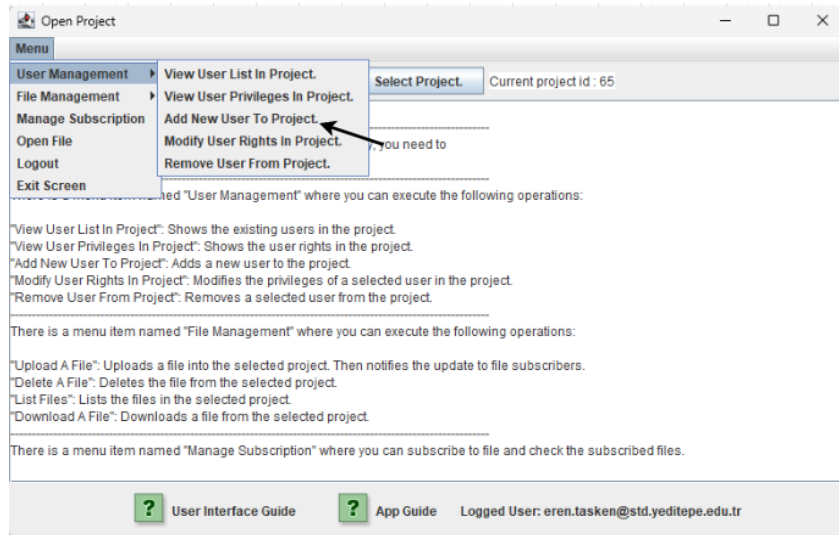 Open Project
Menu
User Management
File Management
Manage Subscription
Open File
Logout
Exit Screen
View User List In Project.
View User Privileges In Project.
Add New User To Project.
Modify User Rights In Project.
Remove User From Project.
Select Project.
Current project id : 65
, you need to
named "User Management" where you can execute the following operations:
"View User List In Project": Shows the existing users in the project.
"View User Privileges In Project": Shows the user rights in the project.
"Add New User To Project": Adds a new user to the project.
"Modify User Rights In Project": Modifies the privileges of a selected user in the project.
"Remove User From Project": Removes a selected user from the project.
There is a menu item named "File Management" where you can execute the following operations:
"Upload A File": Uploads a file into the selected project. Then notifies the update to file subscribers.
"Delete A File": Deletes the file from the selected project.
"List Files": Lists the files in the selected project.
"Download A File": Downloads a file from the selected project.
There is a menu item named "Manage Subscription" where you can subscribe to file and check the subscribed files.
? User Interface Guide
? App Guide
Logged User: eren.tasken@std.yeditepe.edu.tr